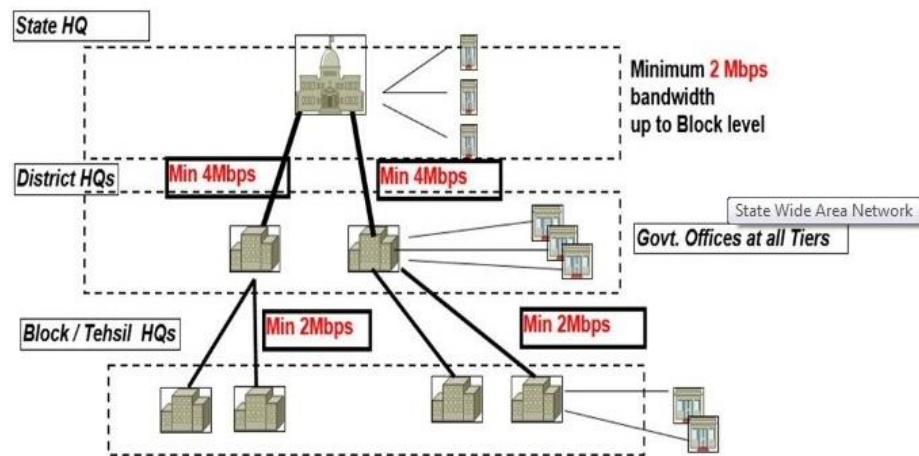 State HQ
Minimum 2 Mbps
bandwidth
up to Block level
District HQs
Min 4Mbps
Min 4Mbps
State Wide Area Network
Govt. Offices at all Tiers
Block / Tehsil HQs
Min 2Mbps
Min 2Mbps